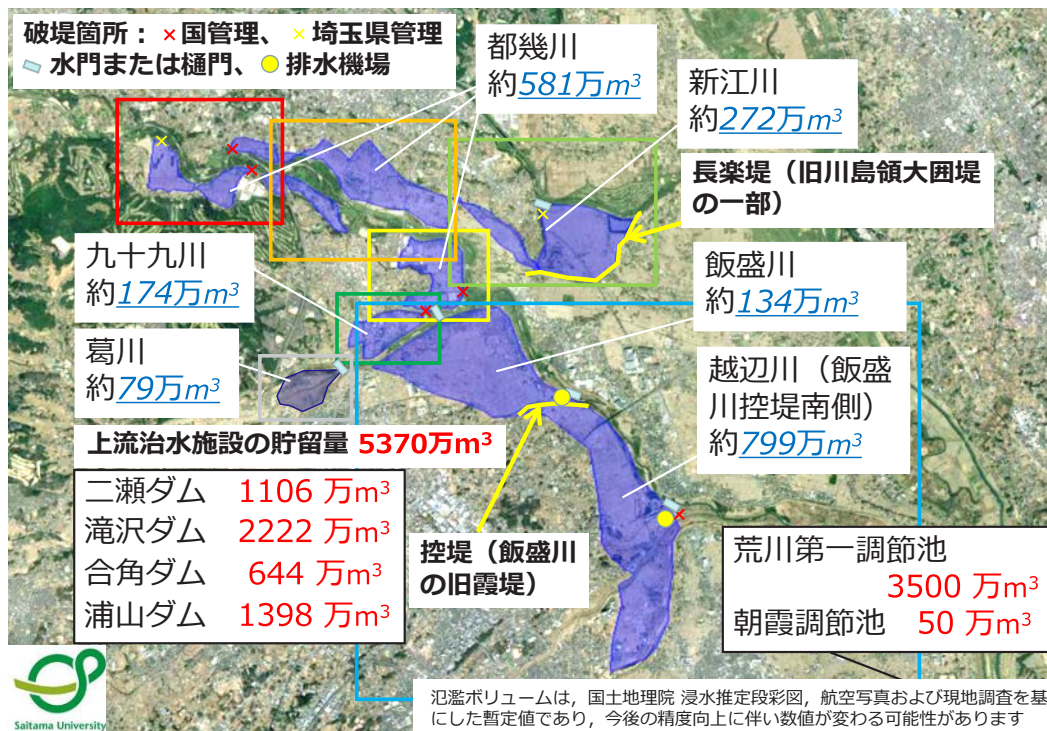 破堤箇所： ×国管理、 ×埼玉県管理
水門または樋門、 排水機場
都幾川
約581万m³
新江川
約272万m³
長楽堤（旧川島領大囲堤
の一部）
九十九川
約174万m³
飯盛川
約134万m³
葛川
約79万m³
越辺川（飯盛
川控堤南側）
約799万m³
上流治水施設の貯留量 5370万m³
二瀬ダム 1106 万m³
滝沢ダム 2222 万m³
合角ダム 644 万m³
浦山ダム 1398 万m³
控堤（飯盛川
の旧霞堤）
荒川第一調節池
3500 万m³
朝霞調節池 50 万m³
Saitama University
氾濫ボリュームは，国土地理院 浸水推定段彩図，航空写真および現地調査を基
にした暫定値であり，今後の精度向上に伴い数値が変わる可能性があります